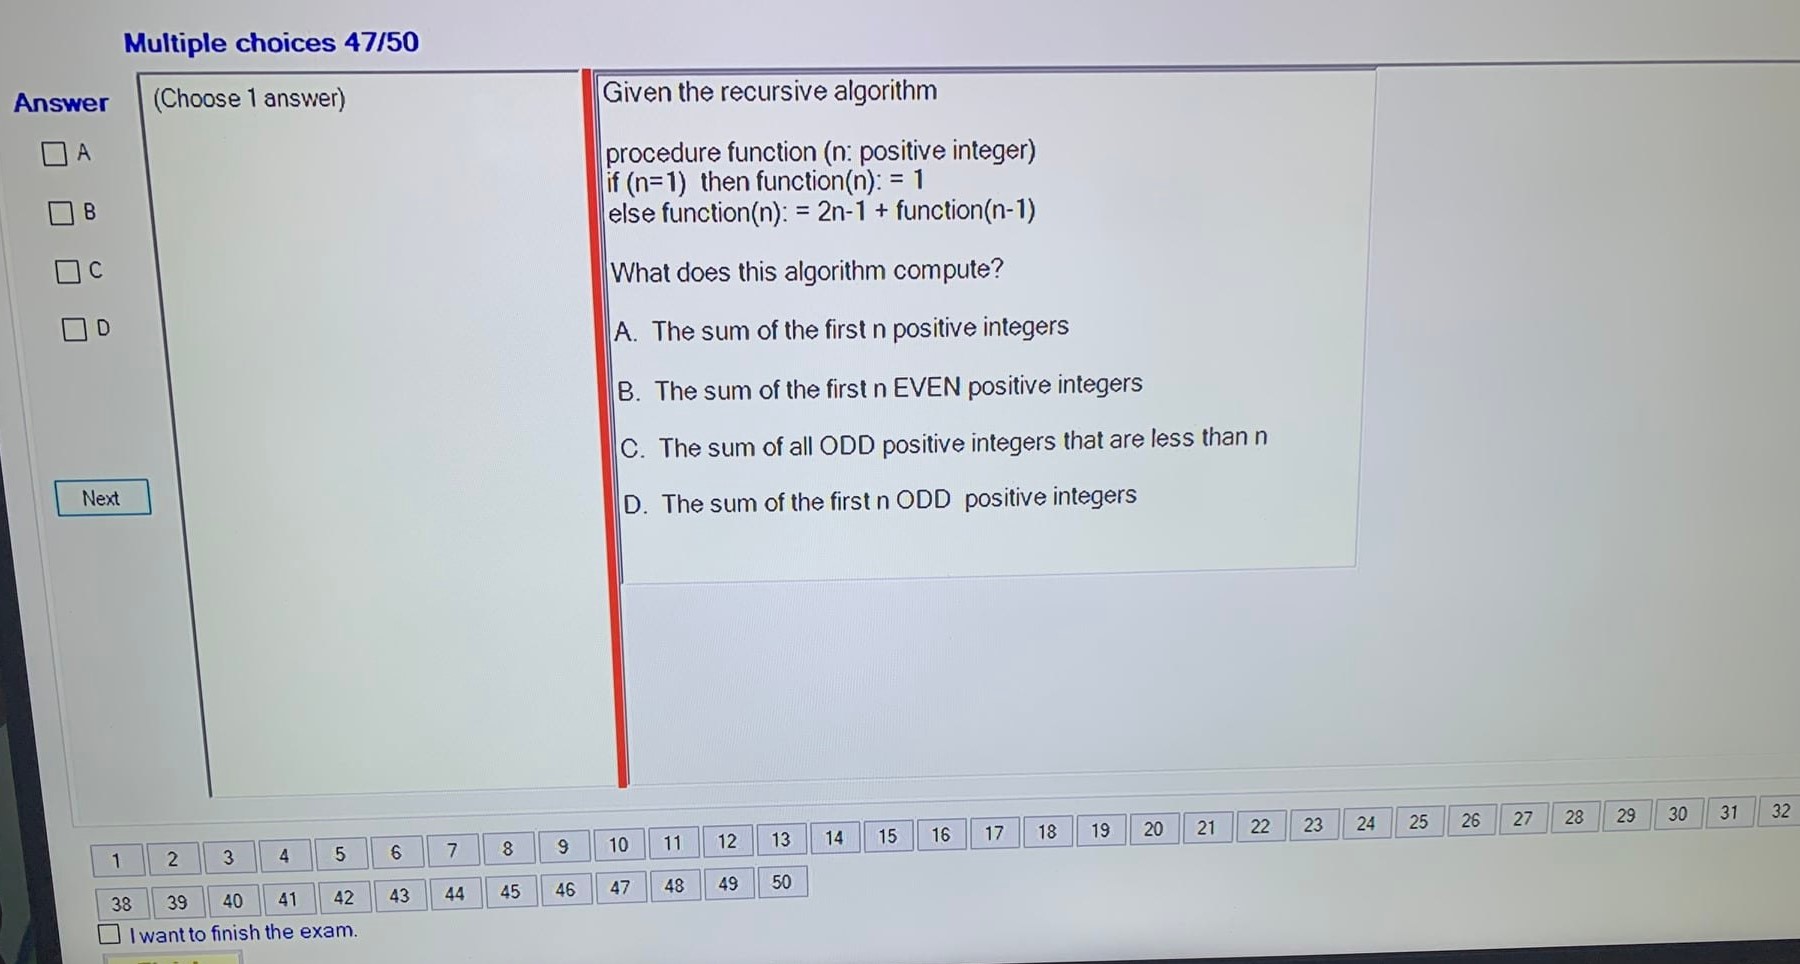 Multiple choices 47/50
Answer
(Choose 1 answer)
A
B
C
D
Next
Given the recursive algorithm
procedure function (n: positive integer)
if (n=1) then function(n): = 1
else function(n): = 2n-1 + function(n-1)
What does this algorithm compute?
A. The sum of the first n positive integers
B. The sum of the first n EVEN positive integers
C. The sum of all ODD positive integers that are less than n
D. The sum of the first n ODD positive integers
1 2 3 4 5 6 7 8 9 10 11 12 13 14 15 16 17 18 19 20 21 22 23 24 25 26 27 28 29 30 31 32
38 39 40 41 42 43 44 45 46 47 48 49 50
I want to finish the exam.